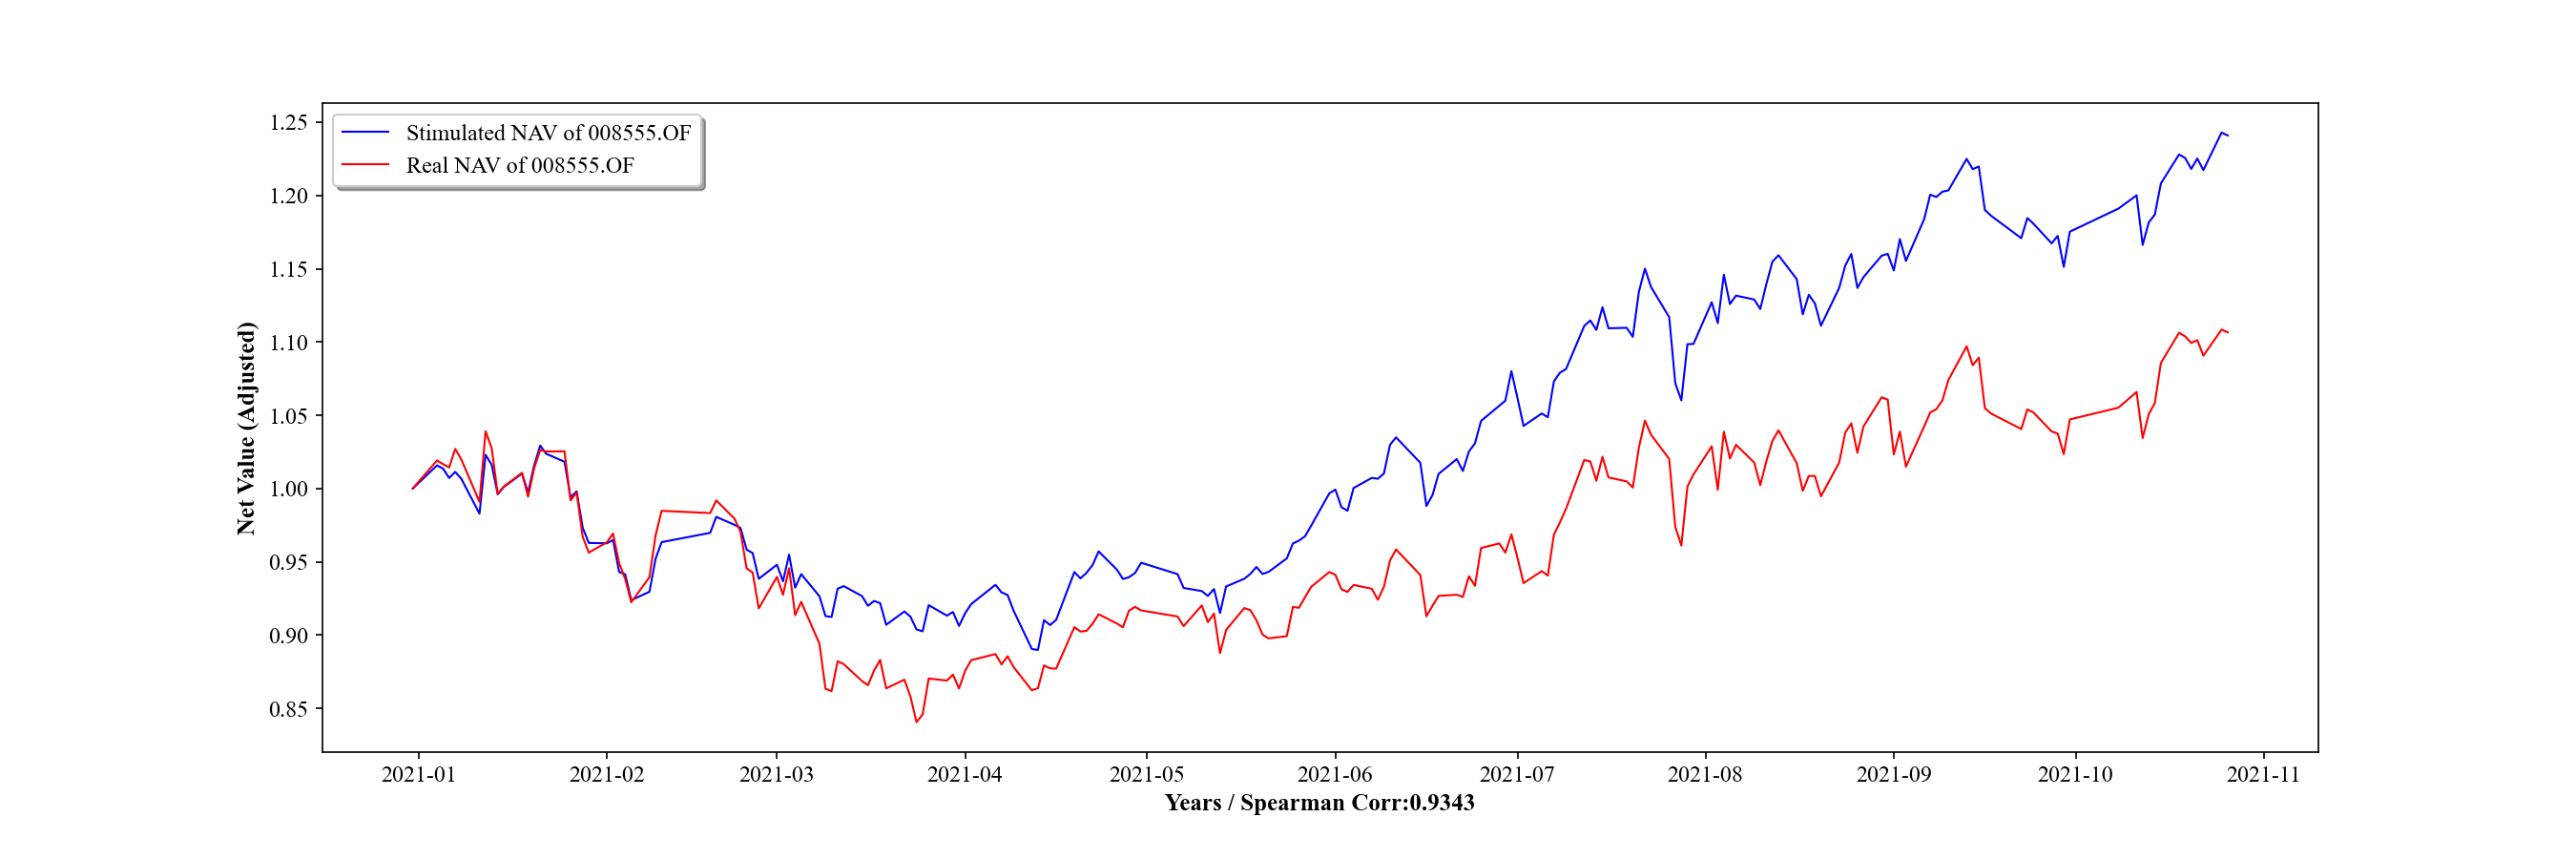 Stimulated NAV of 008555.OF
Real NAV of 008555.OF
Net Value (Adjusted)
1.25
1.20
1.15
1.10
1.05
1.00
0.95
0.90
0.85
2021-01 2021-02 2021-03 2021-04 2021-05 2021-06 2021-07 2021-08 2021-09 2021-10 2021-11
Years / Spearman Corr:0.9343